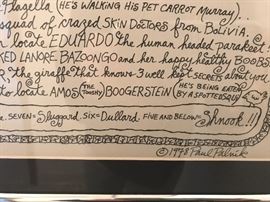 Flagella (HE'S WALKING HIS PET CARROT Murray)..
squad of crazed SKIN DOCTORS from BOLIVIA.
locate EDUARDO the human headed parakeet
KED LANORE BAZOONGO and her happy healthy BOOBS
"the giraffe that knows 3 well kept SECRETS about you
to locate AMOS (THE TOUSHY) BOOGERSTEIN (HE'S BEING EATEN BY A SPOTTED SQU
SEVEN = Sluggard - SIX = Dullard FIVE AND BELOW = Shnook!!
©1998 Paul Palnik